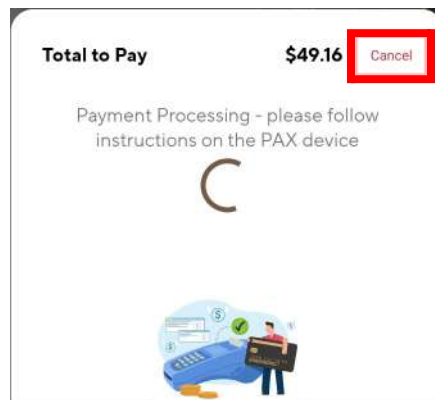 Total to Pay $49.16 Cancel
Payment Processing - please follow
instructions on the PAX device